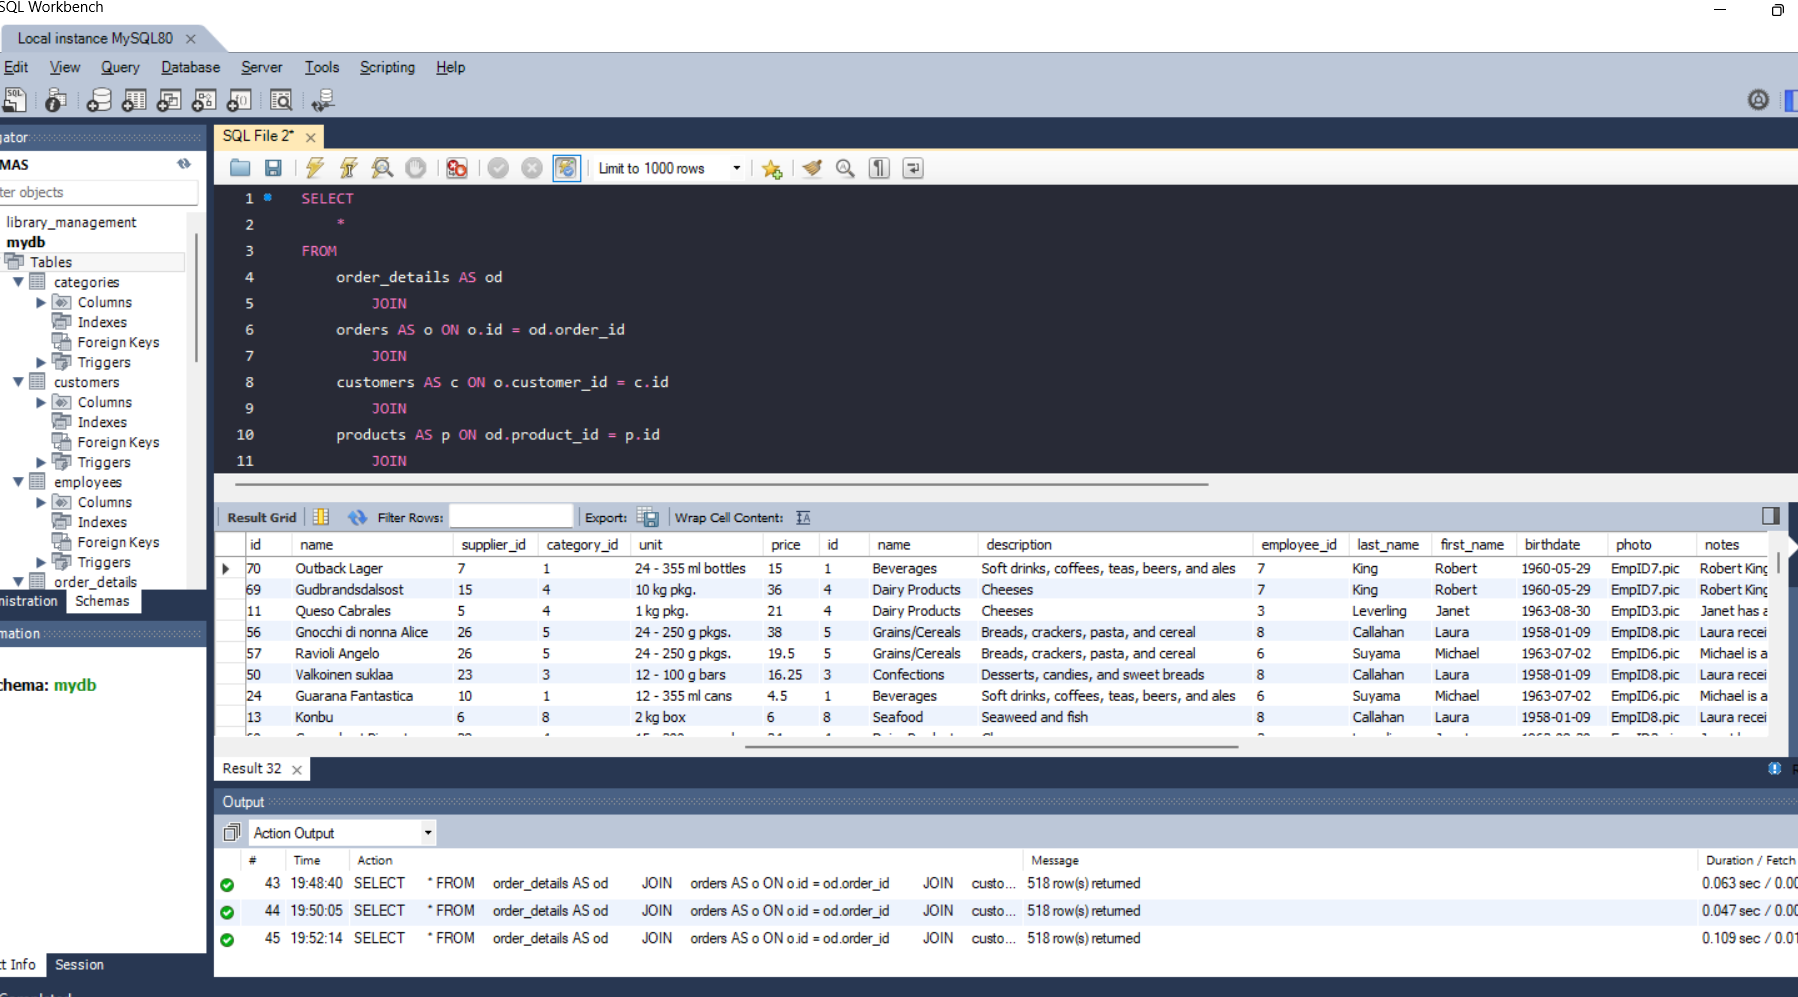 SQL Workbench
Local instance MySQL80
Edit View Query Database Server Tools Scripting Help
SQL File 2*
MAS
Limit to 1000 rows
library_management
mydb
Tables
categories
Columns
Indexes
Foreign Keys
Triggers
customers
Columns
Indexes
Foreign Keys
Triggers
employees
Columns
Indexes
Foreign Keys
Triggers
order_details
Schemas
chema: mydb
t Info Session
1 SELECT
2 *
3 FROM
4 order_details AS od
5 JOIN
6 orders AS o ON o.id = od.order_id
7 JOIN
8 customers AS c ON o.customer_id = c.id
9 JOIN
10 products AS p ON od.product_id = p.id
11 JOIN
Result Grid Filter Rows: Export: Wrap Cell Content:
id name supplier_id category_id unit price id name description employee_id last_name first_name birthdate photo notes
70 Outback Lager 7 1 24 - 355 ml bottles 15 1 Beverages Soft drinks, coffees, teas, beers, and ales 7 King Robert 1960-05-29 EmpID7.pic Robert King
69 Gudbrandsdalsost 15 4 10 kg pkg. 36 4 Dairy Products Cheeses 7 King Robert 1960-05-29 EmpID7.pic Robert King
11 Queso Cabrales 5 4 1 kg pkg. 21 4 Dairy Products Cheeses 3 Leverling Janet 1963-08-30 EmpID3.pic Janet has a
56 Gnocchi di nonna Alice 26 5 24 - 250 g pkgs. 38 5 Grains/Cereals Breads, crackers, pasta, and cereal 8 Callahan Laura 1958-01-09 EmpID8.pic Laura recei
57 Ravioli Angelo 26 5 24 - 250 g pkgs. 19.5 5 Grains/Cereals Breads, crackers, pasta, and cereal 6 Suyama Michael 1963-07-02 EmpID6.pic Michael is a
50 Valkoinen suklaa 23 3 12 - 100 g bars 16.25 3 Confections Desserts, candies, and sweet breads 8 Callahan Laura 1958-01-09 EmpID8.pic Laura recei
24 Guarana Fantastica 10 1 12 - 355 ml cans 4.5 1 Beverages Soft drinks, coffees, teas, beers, and ales 6 Suyama Michael 1963-07-02 EmpID6.pic Michael is a
13 Konbu 6 8 2 kg box 6 8 Seafood Seaweed and fish 8 Callahan Laura 1958-01-09 EmpID8.pic Laura recei
Result 32
Output
Action Output
# Time Action Message Duration / Fetch
43 19:48:40 SELECT * FROM order_details AS od JOIN orders AS o ON o.id = od.order_id JOIN custo... 518 row(s) returned 0.063 sec / 0.00
44 19:50:05 SELECT * FROM order_details AS od JOIN orders AS o ON o.id = od.order_id JOIN custo... 518 row(s) returned 0.047 sec / 0.00
45 19:52:14 SELECT * FROM order_details AS od JOIN orders AS o ON o.id = od.order_id JOIN custo... 518 row(s) returned 0.109 sec / 0.01